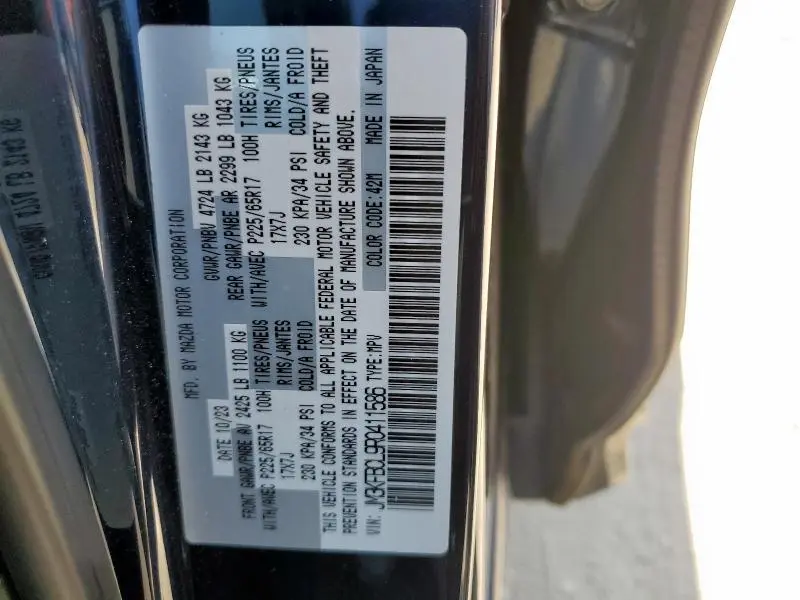 MFD. BY MAZDA MOTOR CORPORATION
DATE 10/23 GVWR/PNBV 4724 LB 2143 KG
FRONT GAWR/PNBE AV 2425 LB 1100 KG REAR GAWR/PNBE AR 2299 LB 1043 KG
WITH/AVEC P225/65R17 100H TIRES/PNEUS WITH/AVEC P225/65R17 100H TIRES/PNEUS
17X7J RIMS/JANTES 17X7J RIMS/JANTES
230 KPA/34 PSI COLD/A FROID 230 KPA/34 PSI COLD/A FROID
THIS VEHICLE CONFORMS TO ALL APPLICABLE FEDERAL MOTOR VEHICLE SAFETY AND THEFT
PREVENTION STANDARDS IN EFFECT ON THE DATE OF MANUFACTURE SHOWN ABOVE.
VIN: JM3KFBCL9R0411586 TYPE:MPV COLOR CODE:42M MADE IN JAPAN